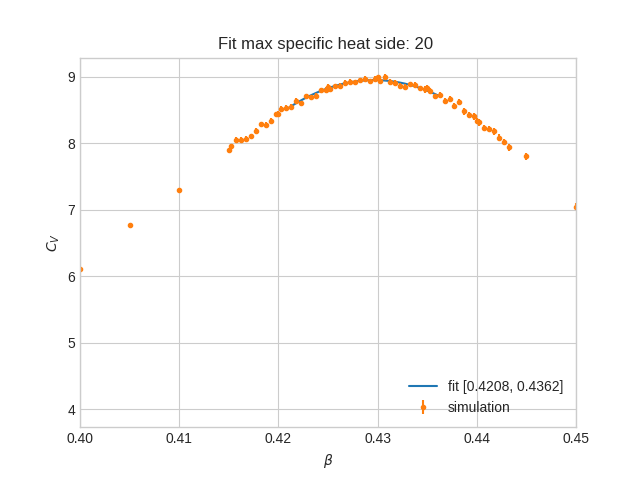 Fit max specific heat side: 20
9
8
7
6
5
4
C_V
fit [0.4208, 0.4362]
simulation
0.40 0.41 0.42 0.43 0.44 0.45
β